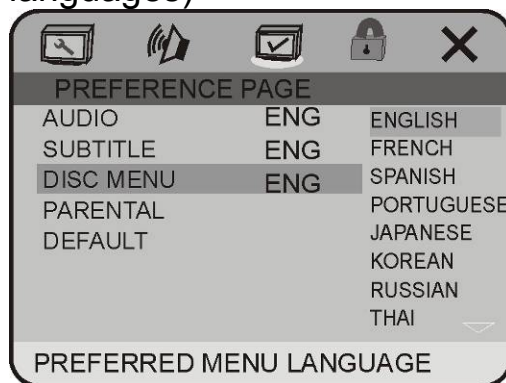 languages)
PREFERENCE PAGE
AUDIO ENG
SUBTITLE ENG
DISC MENU ENG
PARENTAL
DEFAULT
ENGLISH
FRENCH
SPANISH
PORTUGUESE
JAPANESE
KOREAN
RUSSIAN
THAI
PREFERRED MENU LANGUAGE